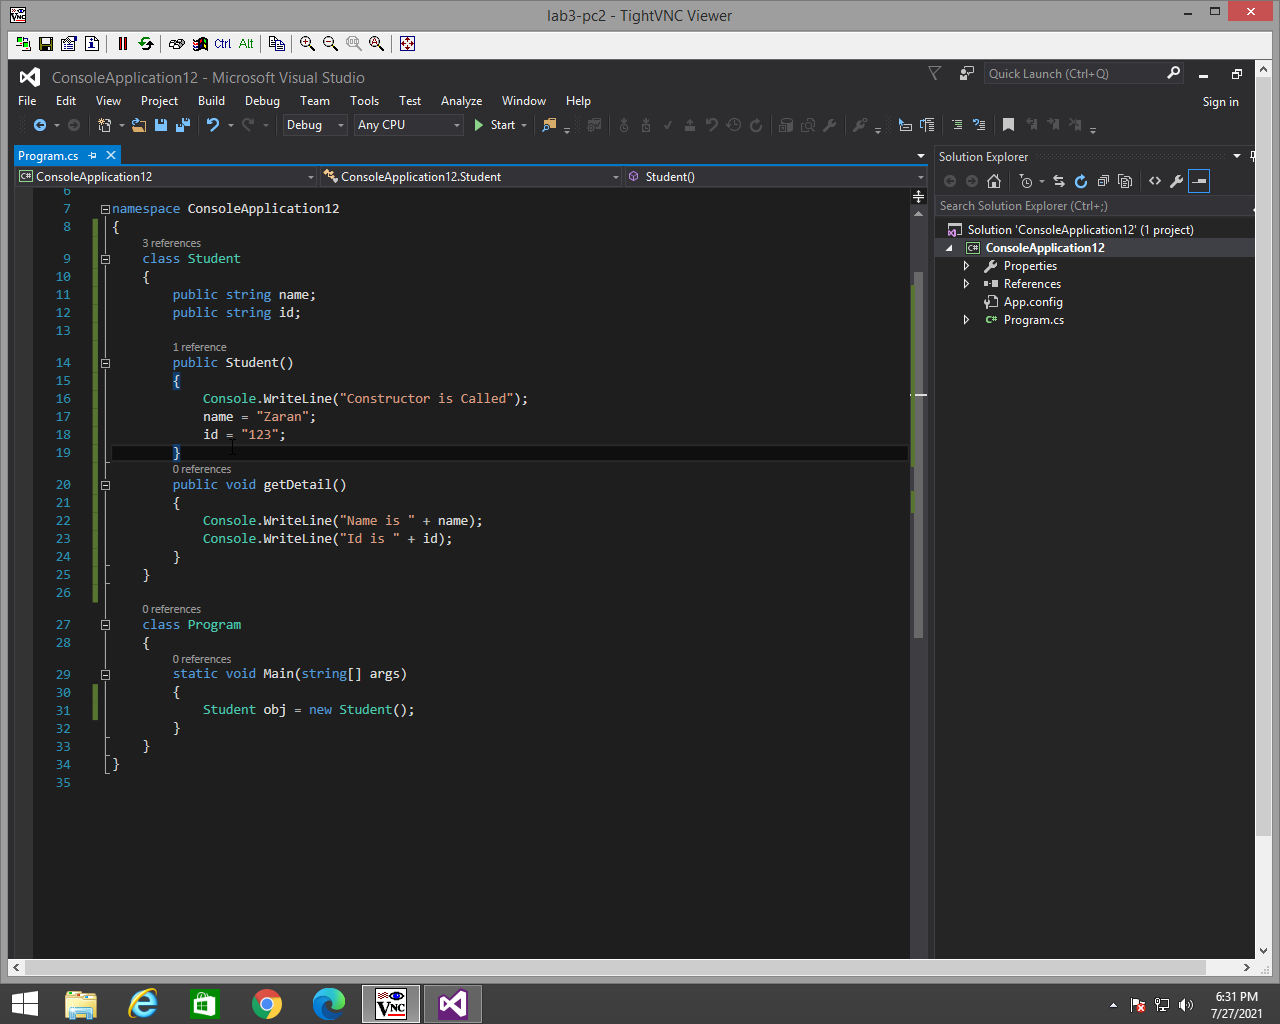 lab3-pc2 - TightVNC Viewer
Ctrl Alt
ConsoleApplication12 - Microsoft Visual Studio
Quick Launch (Ctrl+Q)
File Edit View Project Build Debug Team Tools Test Analyze Window Help
Sign in
Debug Any CPU Start
Program.cs
Solution Explorer
ConsoleApplication12 ConsoleApplication12.Student Student()
Search Solution Explorer (Ctrl+;)
Solution 'ConsoleApplication12' (1 project)
ConsoleApplication12
Properties
References
App.config
Program.cs
6
7 namespace ConsoleApplication12
8 {
3 references
9 class Student
10 {
11 public string name;
12 public string id;
13
1 reference
14 public Student()
15 {
16 Console.WriteLine("Constructor is Called");
17 name = "Zaran";
18 id = "123";
19 }
0 references
20 public void getDetail()
21 {
22 Console.WriteLine("Name is " + name);
23 Console.WriteLine("Id is " + id);
24 }
25 }
26
0 references
27 class Program
28 {
0 references
29 static void Main(string[] args)
30 {
31 Student obj = new Student();
32 }
33 }
34 }
35
VNC
6:31 PM
7/27/2021